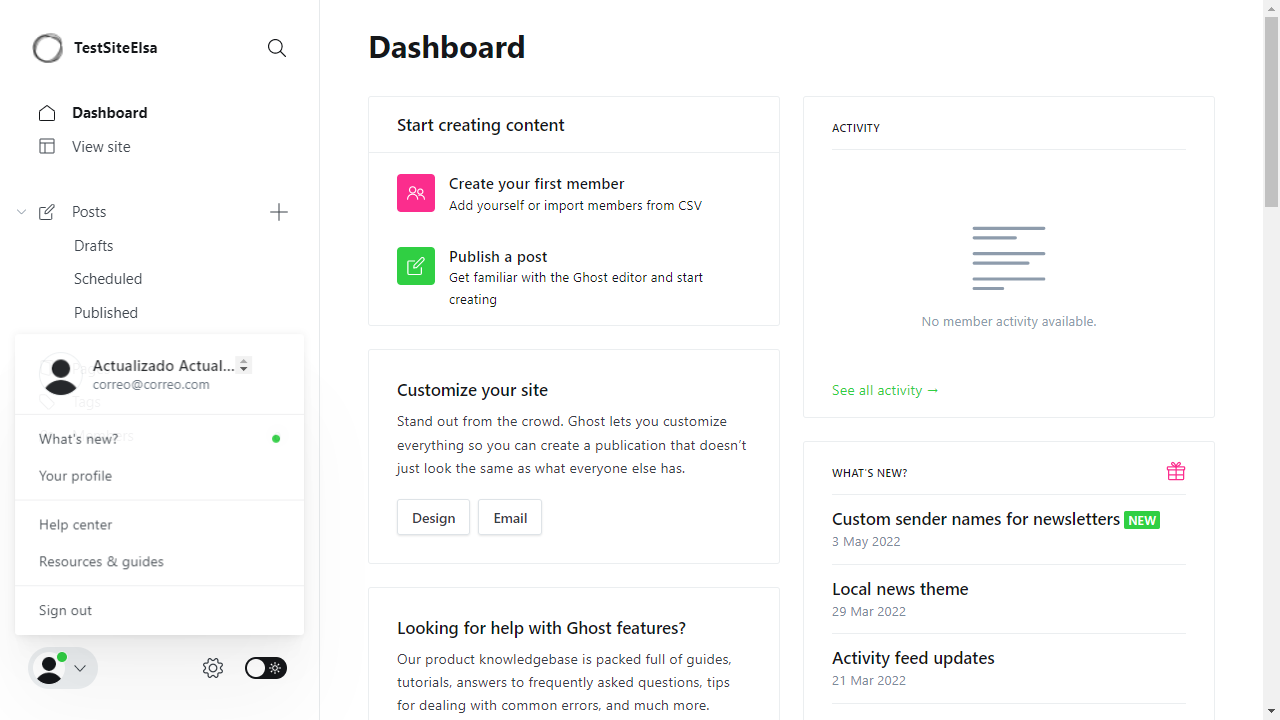 TestSiteElsa
Dashboard
View site
Posts
Drafts
Scheduled
Published
Actualizado Actual...
correo@correo.com
Tags
What's new?
Your profile
Help center
Resources & guides
Sign out
Dashboard
Start creating content
Create your first member
Add yourself or import members from CSV
Publish a post
Get familiar with the Ghost editor and start
creating
Customize your site
Stand out from the crowd. Ghost lets you customize
everything so you can create a publication that doesn't
just look the same as what everyone else has.
Design Email
Looking for help with Ghost features?
Our product knowledgebase is packed full of guides,
tutorials, answers to frequently asked questions, tips
for dealing with common errors, and much more.
ACTIVITY
No member activity available.
See all activity →
WHAT'S NEW?
Custom sender names for newsletters NEW
3 May 2022
Local news theme
29 Mar 2022
Activity feed updates
21 Mar 2022